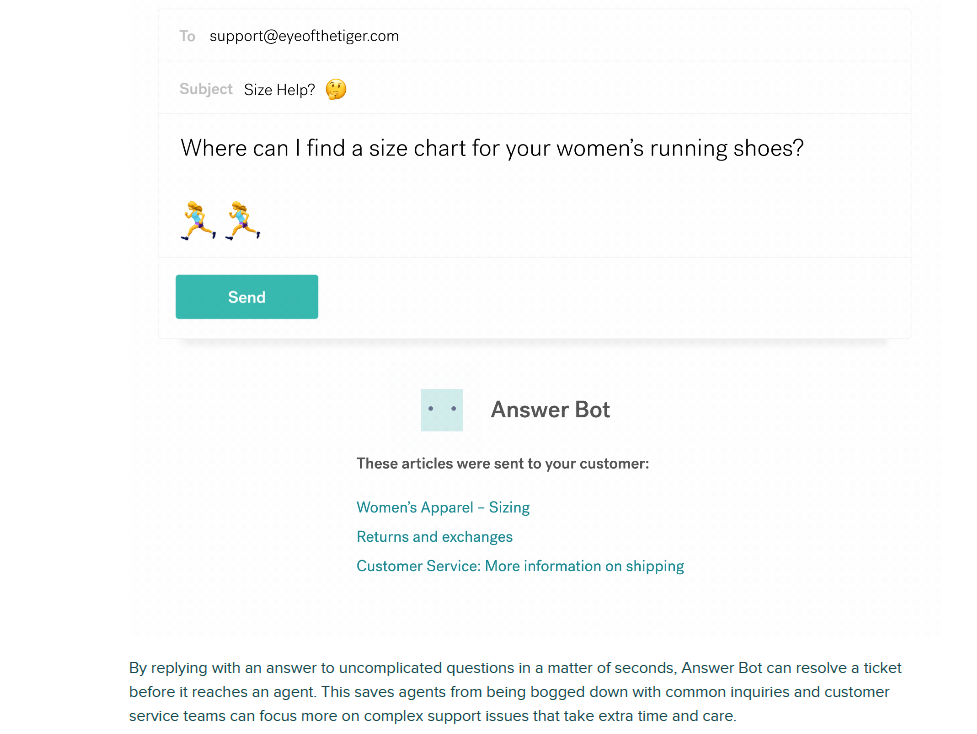 To support@eyeofthetiger.com
Subject Size Help? 🤔
Where can I find a size chart for your women’s running shoes?
🏃‍♀️🏃‍♀️
Send
Answer Bot
These articles were sent to your customer:
Women’s Apparel – Sizing
Returns and exchanges
Customer Service: More information on shipping
By replying with an answer to uncomplicated questions in a matter of seconds, Answer Bot can resolve a ticket
before it reaches an agent. This saves agents from being bogged down with common inquiries and customer
service teams can focus more on complex support issues that take extra time and care.